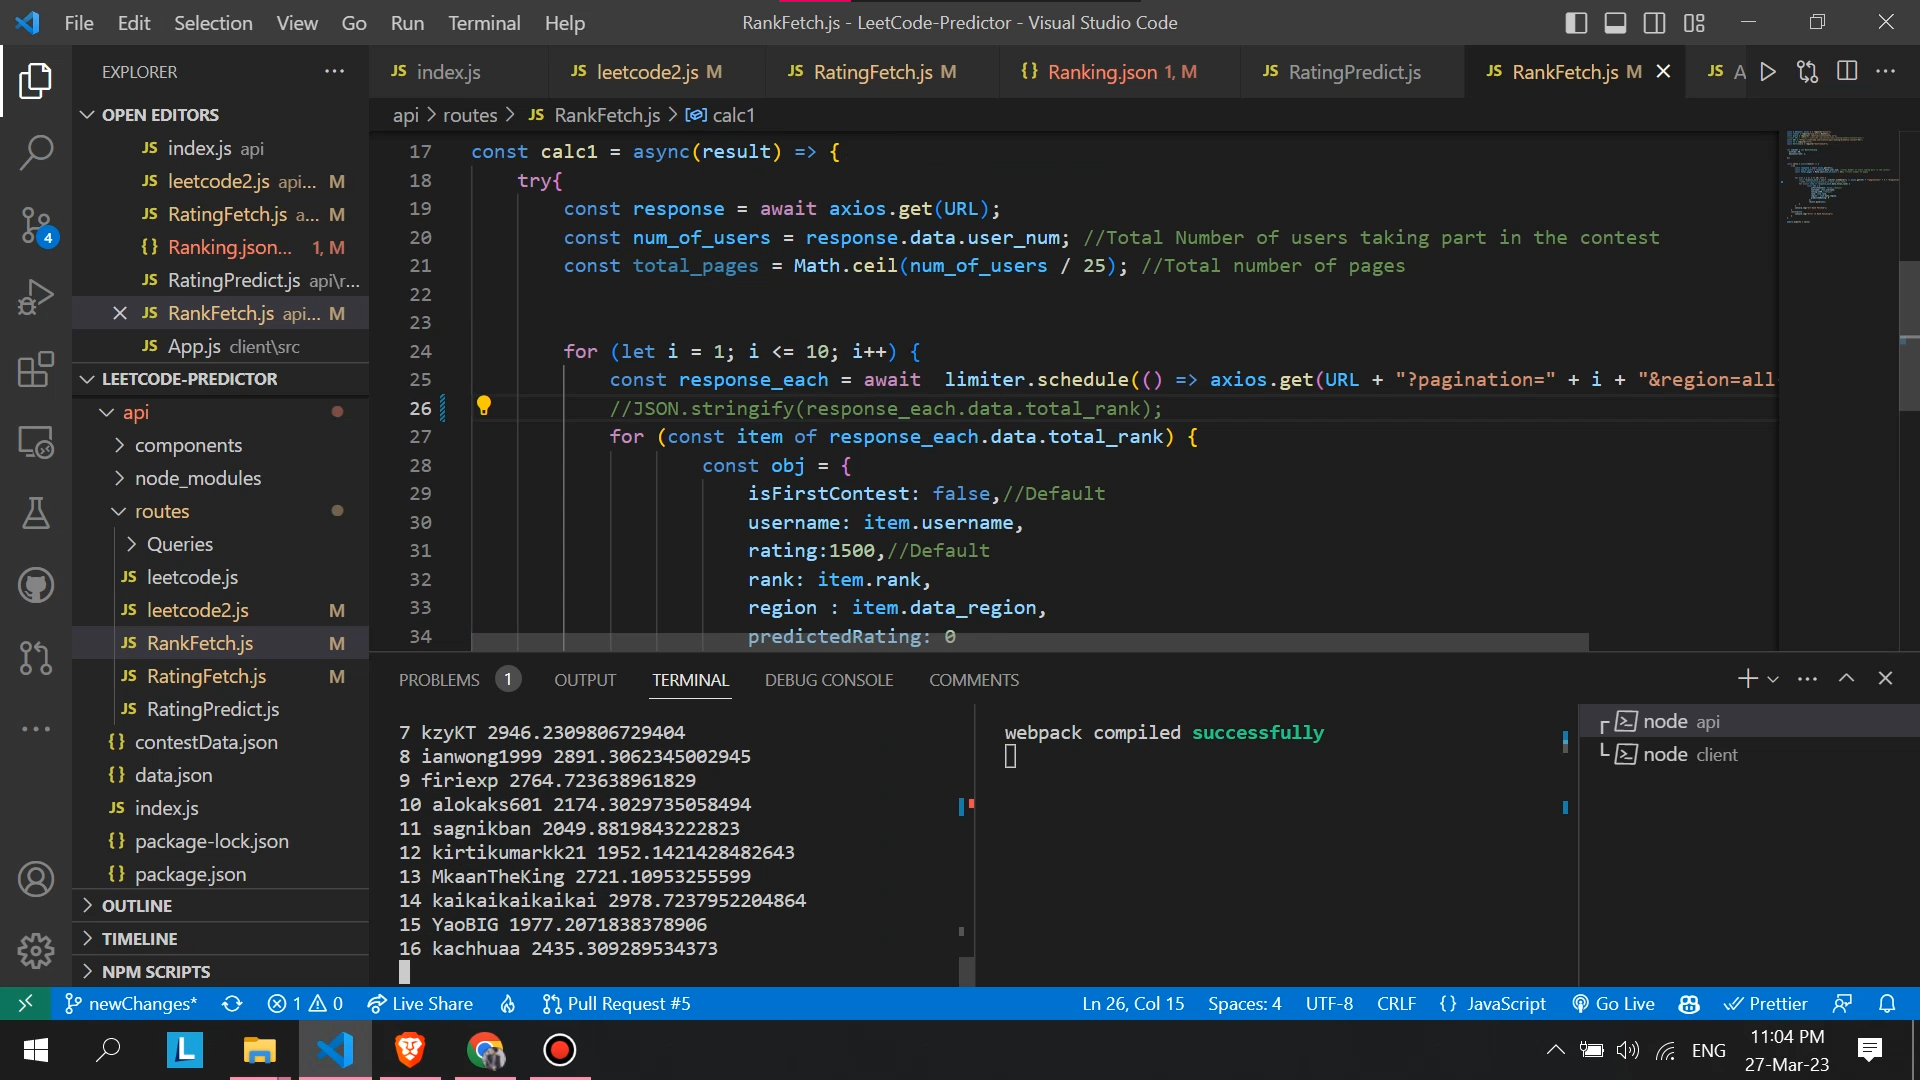 File Edit Selection View Go Run Terminal Help
RankFetch.js - LeetCode-Predictor - Visual Studio Code
EXPLORER
OPEN EDITORS
JS index.js api
JS leetcode2.js api... M
JS RatingFetch.js a... M
{} Ranking.json... 1, M
JS RatingPredict.js api\r...
JS RankFetch.js api... M
JS App.js client\src
LEETCODE-PREDICTOR
api
components
node_modules
routes
Queries
JS leetcode.js
JS leetcode2.js M
JS RankFetch.js M
JS RatingFetch.js M
JS RatingPredict.js
{} contestData.json
{} data.json
JS index.js
{} package-lock.json
{} package.json
OUTLINE
TIMELINE
NPM SCRIPTS
4
JS index.js JS leetcode2.js M JS RatingFetch.js M {} Ranking.json 1, M JS RatingPredict.js JS RankFetch.js M JS A
api > routes > JS RankFetch.js > calc1
17 const calc1 = async(result) => {
18 try{
19 const response = await axios.get(URL);
20 const num_of_users = response.data.user_num; //Total Number of users taking part in the contest
21 const total_pages = Math.ceil(num_of_users / 25); //Total number of pages
22
23
24 for (let i = 1; i <= 10; i++) {
25 const response_each = await  limiter.schedule(() => axios.get(URL + "?pagination=" + i + "&region=all
26 //JSON.stringify(response_each.data.total_rank);
27 for (const item of response_each.data.total_rank) {
28 const obj = {
29 isFirstContest: false,//Default
30 username: item.username,
31 rating:1500,//Default
32 rank: item.rank,
33 region : item.data_region,
34 predictedRating: 0
PROBLEMS 1 OUTPUT TERMINAL DEBUG CONSOLE COMMENTS
7 kzyKT 2946.2309806729404
8 ianwong1999 2891.3062345002945
9 firiexp 2764.723638961829
10 alokaks601 2174.3029735058494
11 sagnikban 2049.8819843222823
12 kirtikumarkk21 1952.1421428482643
13 MkaanTheKing 2721.10953255599
14 kaikaikaikaikai 2978.7237952204864
15 YaoBIG 1977.2071838378906
16 kachhuaa 2435.309289534373
webpack compiled successfully
node api
node client
newChanges* 1 0 Live Share Pull Request #5
Ln 26, Col 15 Spaces: 4 UTF-8 CRLF {} JavaScript Go Live Prettier
L
ENG
11:04 PM
27-Mar-23